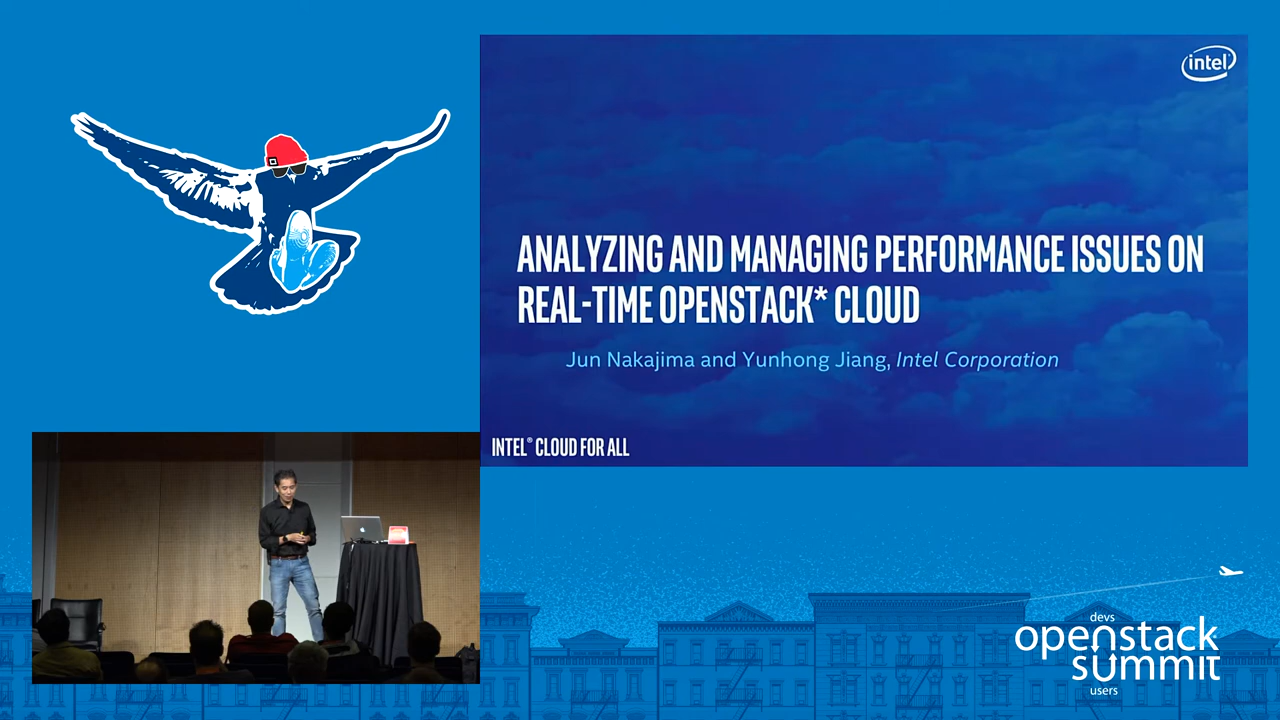 intel
ANALYZING AND MANAGING PERFORMANCE ISSUES ON
REAL-TIME OPENSTACK* CLOUD
Jun Nakajima and Yunhong Jiang, Intel Corporation
INTEL® CLOUD FOR ALL
devs
openstack
summit
users